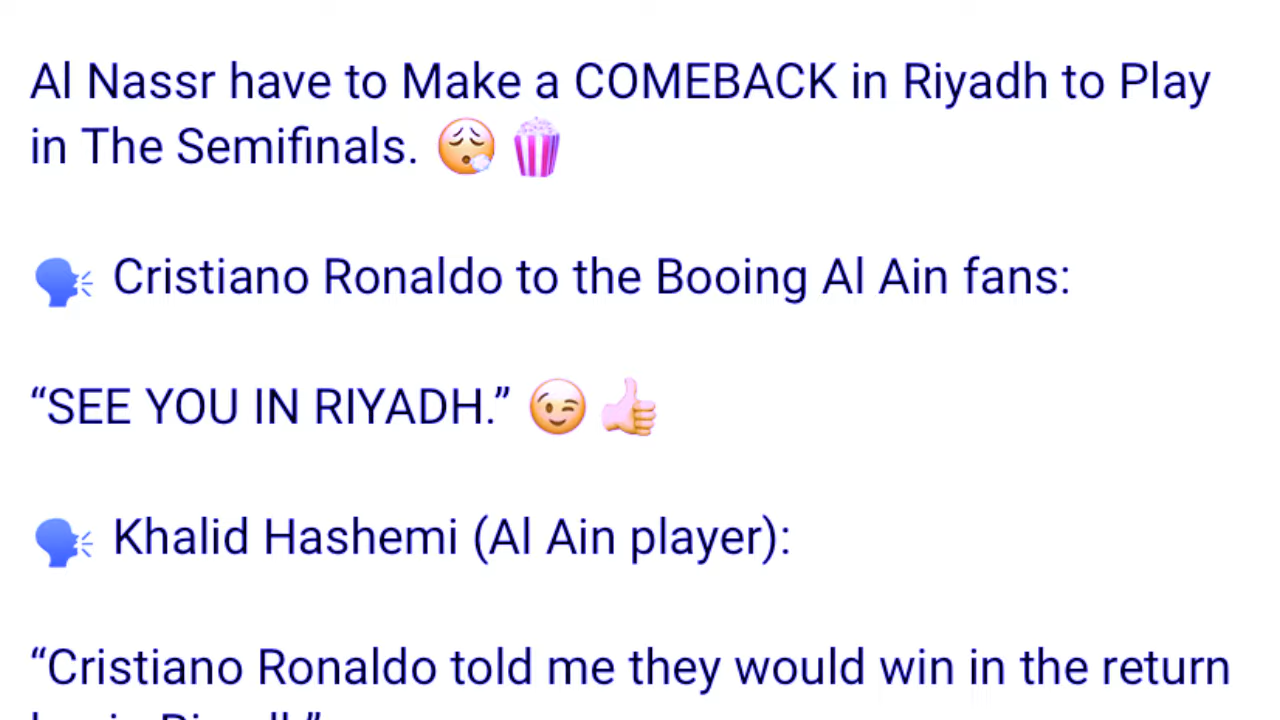 Al Nassr have to Make a COMEBACK in Riyadh to Play
in The Semifinals. 😮‍💨 🍿
🗣️ Cristiano Ronaldo to the Booing Al Ain fans:
“SEE YOU IN RIYADH.” 😉 👍🏻
🗣️ Khalid Hashemi (Al Ain player):
“Cristiano Ronaldo told me they would win in the return